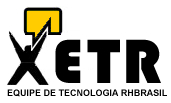 ETR
EQUIPE DE TECNOLOGIA RHBRASIL